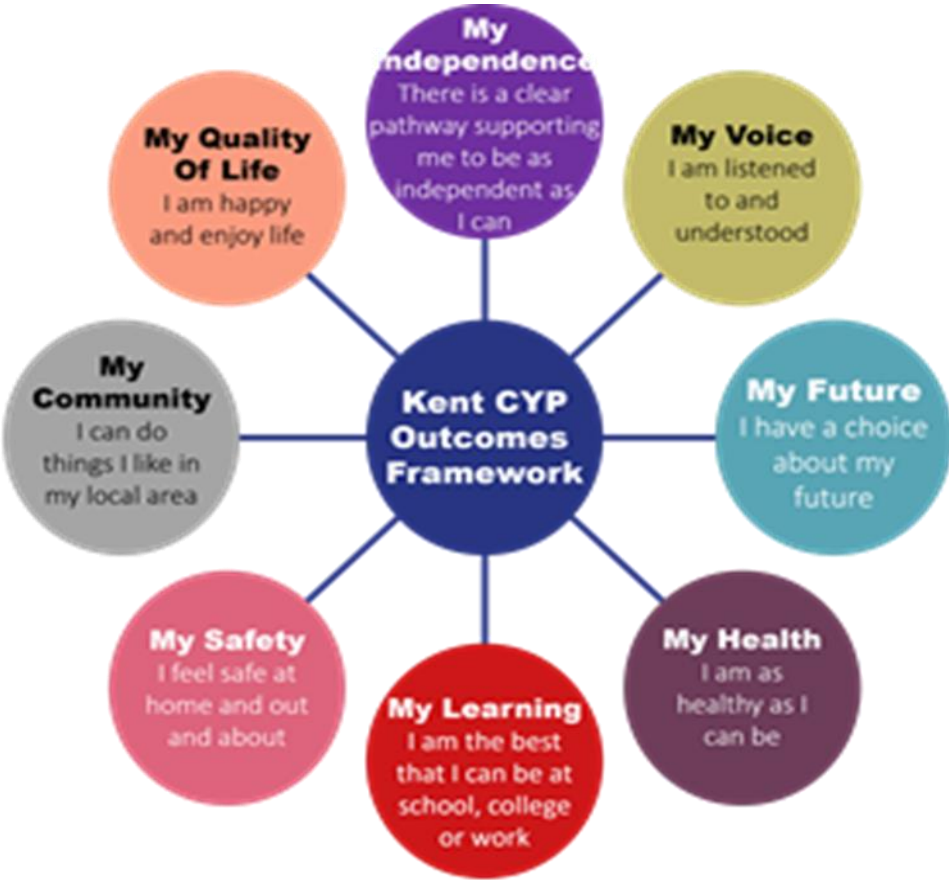 My
Independence
There is a clear
pathway supporting
me to be as
independent as
I can
My Voice
I am listened
to and
understood
My Future
I have a choice
about my
future
My Health
I am as
healthy as I
can be
My Learning
I am the best
that I can be at
school, college
or work
My Safety
I feel safe at
home and out
and about
My
Community
I can do
things I like in
my local area
My Quality
Of Life
I am happy
and enjoy life
Kent CYP
Outcomes
Framework